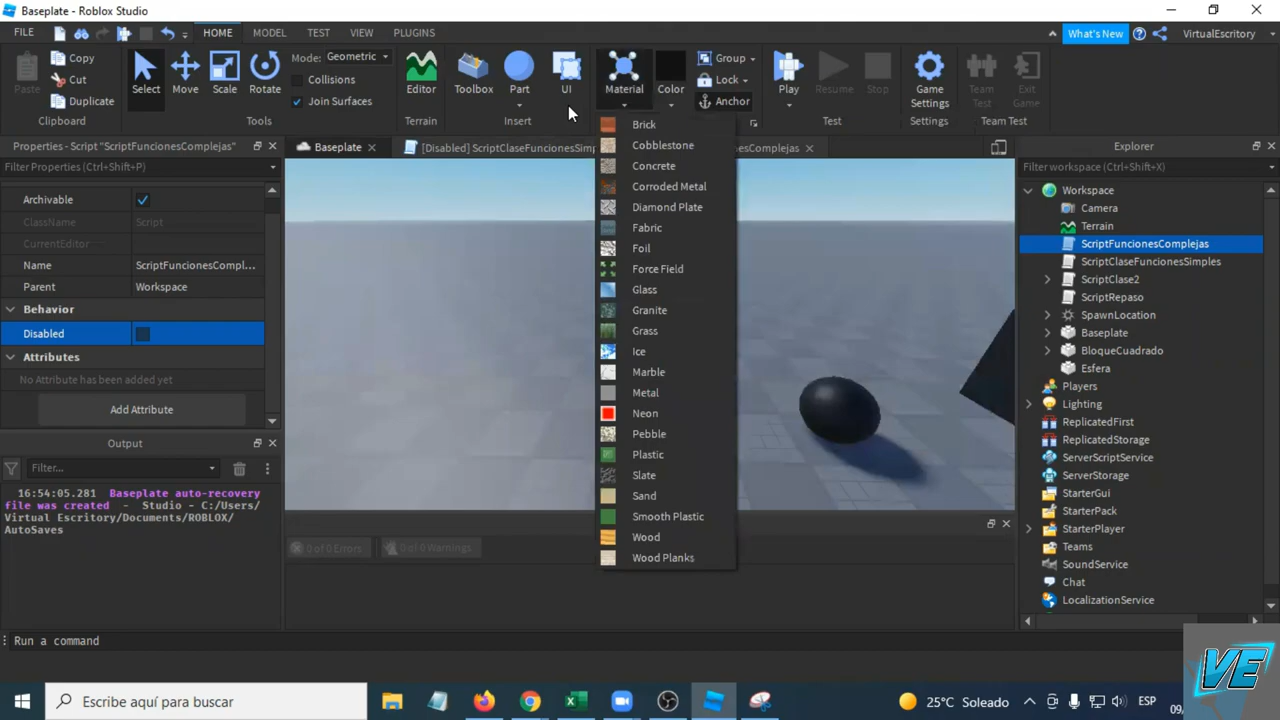 Baseplate - Roblox Studio
FILE
HOME
MODEL
TEST
VIEW
PLUGINS
What's New
VirtualEscritory
Paste
Copy
Cut
Duplicate
Clipboard
Select
Move
Scale
Rotate
Mode: Geometric
Collisions
Join Surfaces
Tools
Editor
Terrain
Toolbox
Part
UI
Insert
Material
Color
Group
Lock
Anchor
Play
Resume
Stop
Test
Game
Settings
Settings
Team
Test
Exit
Game
Team Test
Properties - Script "ScriptFuncionesComplejas"
Filter Properties (Ctrl+Shift+P)
Archivable
ClassName Script
CurrentEditor
Name ScriptFuncionesCompl...
Parent Workspace
Behavior
Disabled
Attributes
No Attribute has been added yet
Add Attribute
Output
Filter...
16:54:05.281 Baseplate auto-recovery
file was created - Studio - C:/Users/
Virtual Escritory/Documents/ROBLOX/
AutoSaves
Baseplate
[Disabled] ScriptClaseFuncionesSimp
nesComplejas
Brick
Cobblestone
Concrete
Corroded Metal
Diamond Plate
Fabric
Foil
Force Field
Glass
Granite
Grass
Ice
Marble
Metal
Neon
Pebble
Plastic
Slate
Sand
Smooth Plastic
Wood
Wood Planks
0 of 0 Errors
0 of 0 Warnings
Explorer
Filter workspace (Ctrl+Shift+X)
Workspace
Camera
Terrain
ScriptFuncionesComplejas
ScriptClaseFuncionesSimples
ScriptClase2
ScriptRepaso
SpawnLocation
Baseplate
BloqueCuadrado
Esfera
Players
Lighting
ReplicatedFirst
ReplicatedStorage
ServerScriptService
ServerStorage
StarterGui
StarterPack
StarterPlayer
Teams
SoundService
Chat
LocalizationService
Run a command
Escribe aquí para buscar
25°C Soleado
ESP
09/
VE